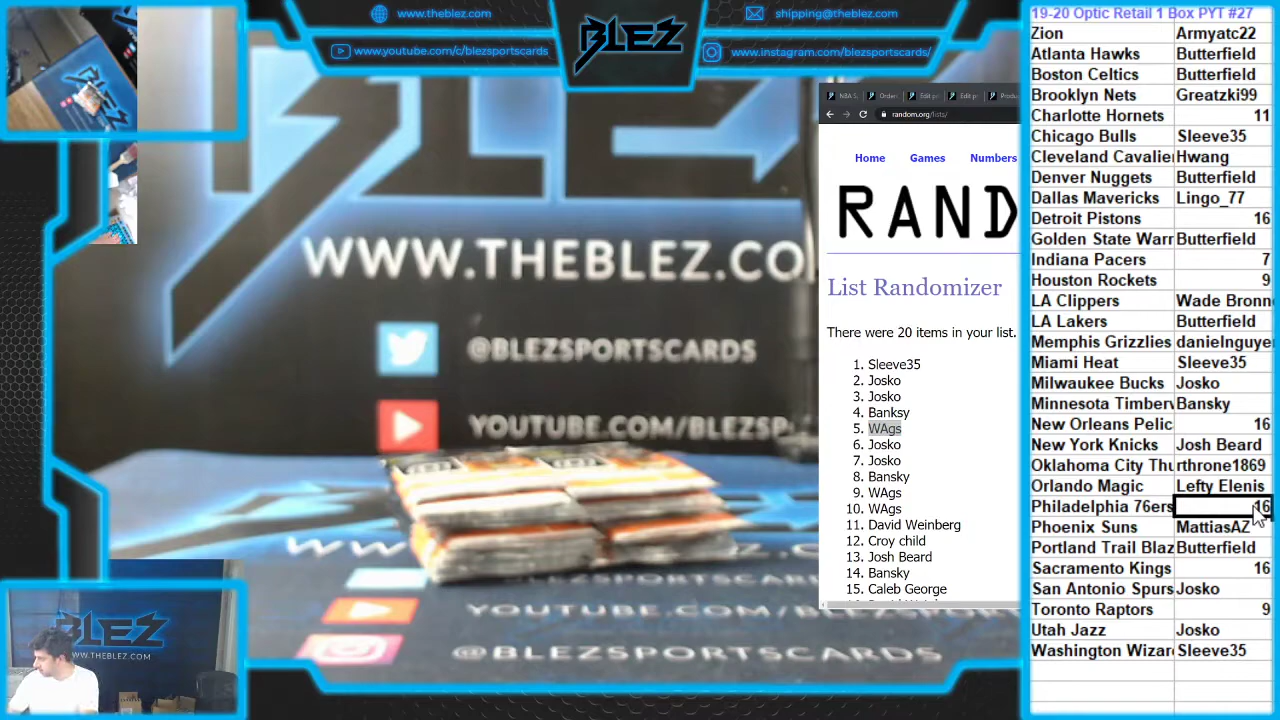 www.theblez.com
shipping@theblez.com
www.youtube.com/c/blezsportscards
www.instagram.com/blezsportscards/
BLEZ
WWW.THEBLEZ.CO
@BLEZSPORTSCARDS
YOUTUBE.COM/BLEZSP
@BLEZSPORTSCARDS
BLEZ
WWW.THEBLEZ.COM
random.org/lists/
Home Games Numbers
RAND
List Randomizer
There were 20 items in your list.
1. Sleeve35
2. Josko
3. Josko
4. Banksy
5. WAgs
6. Josko
7. Josko
8. Bansky
9. WAgs
10. WAgs
11. David Weinberg
12. Croy child
13. Josh Beard
14. Bansky
15. Caleb George
19-20 Optic Retail 1 Box PYT #27
Zion Armyatc22
Atlanta Hawks Butterfield
Boston Celtics Butterfield
Brooklyn Nets Greatzki99
Charlotte Hornets 11
Chicago Bulls Sleeve35
Cleveland Cavalie Hwang
Denver Nuggets Butterfield
Dallas Mavericks Lingo_77
Detroit Pistons 16
Golden State Warr Butterfield
Indiana Pacers 7
Houston Rockets 9
LA Clippers Wade Bronn
LA Lakers Butterfield
Memphis Grizzlies danielnguye
Miami Heat Sleeve35
Milwaukee Bucks Josko
Minnesota Timberv Bansky
New Orleans Pelic 16
New York Knicks Josh Beard
Oklahoma City Thu rthrone1869
Orlando Magic Lefty Elenis
Philadelphia 76ers 16
Phoenix Suns MattiasAZ
Portland Trail Blaz Butterfield
Sacramento Kings 16
San Antonio Spurs Josko
Toronto Raptors 9
Utah Jazz Josko
Washington Wizar Sleeve35